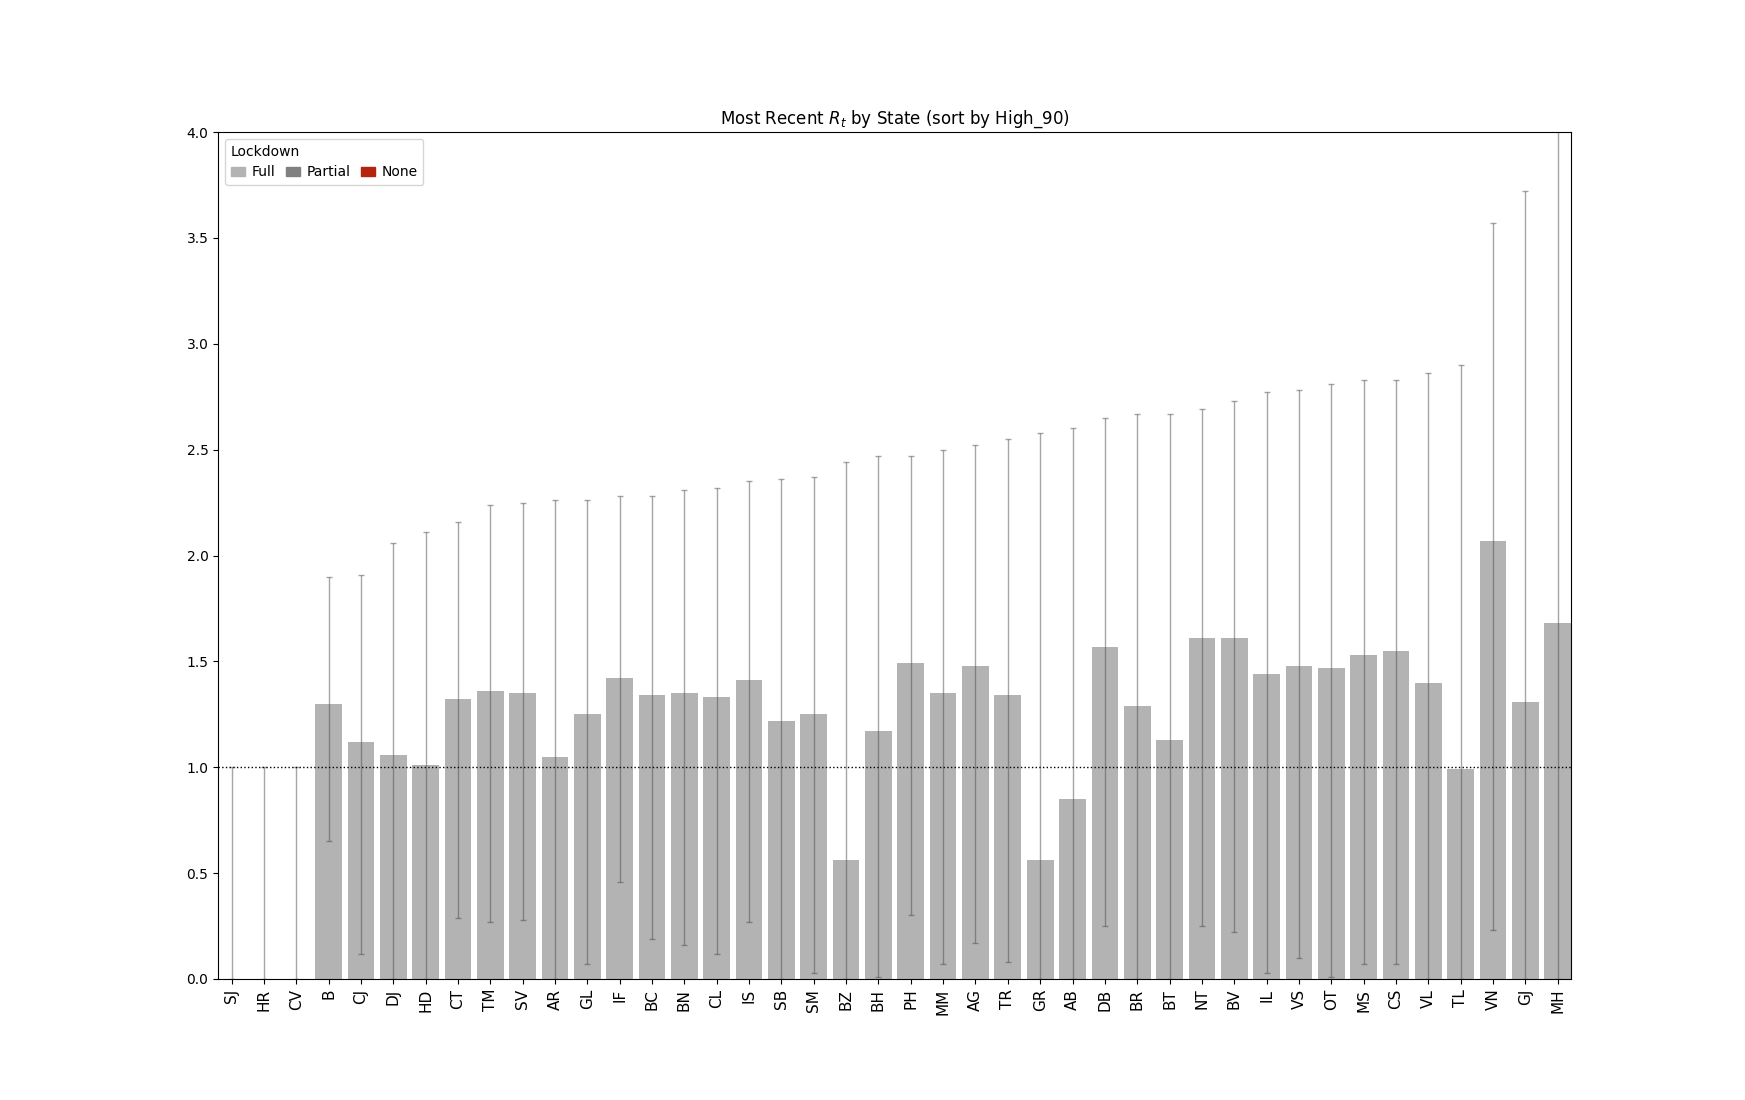 Most Recent R_t by State (sort by High_90)
Lockdown
Full Partial None
4.0
3.5
3.0
2.5
2.0
1.5
1.0
0.5
0.0
SJ HR CV B CJ DJ HD CT TM SV AR GL IF BC BN CL IS SB SM BZ BH PH MM AG TR GR AB DB BR BT NT BV IL VS OT MS CS VL TL VN GJ MH